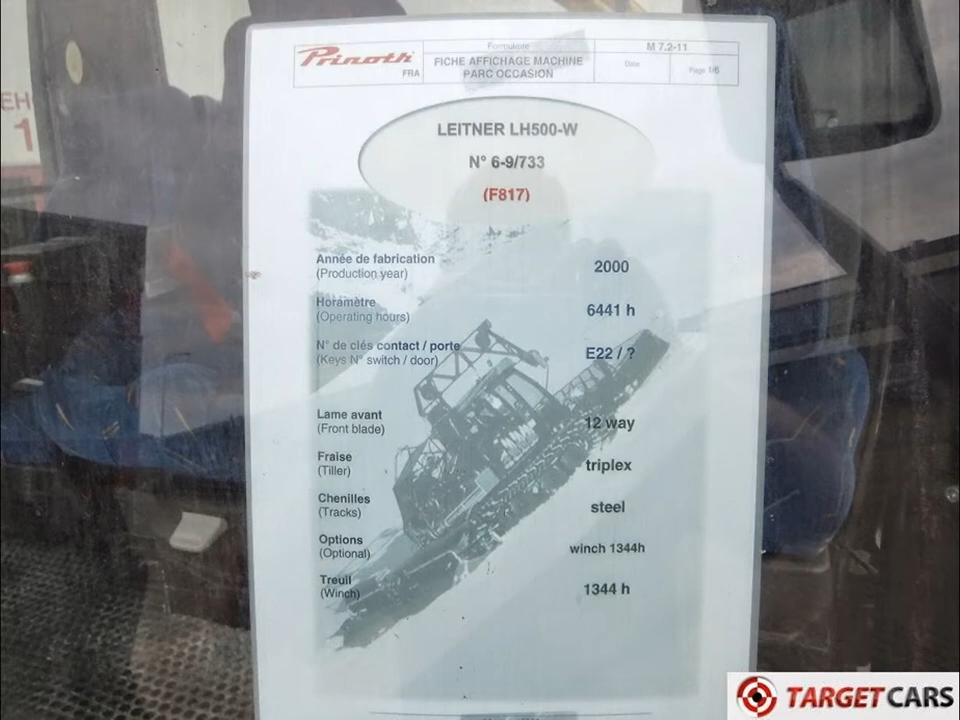 Prinoth
FRA
Formulaire
FICHE AFFICHAGE MACHINE
PARC OCCASION
M 7.2-11
Date
Page 1/6
LEITNER LH500-W
N° 6-9/733
(F817)
Année de fabrication
(Production year)
2000
Horamètre
(Operating hours)
6441 h
N° de clés contact / porte
(Keys N° switch / door)
E22 / ?
Lame avant
(Front blade)
12 way
Fraise
(Tiller)
triplex
Chenilles
(Tracks)
steel
Options
(Optional)
winch 1344h
Treuil
(Winch)
1344 h
EH
1
TARGETCARS